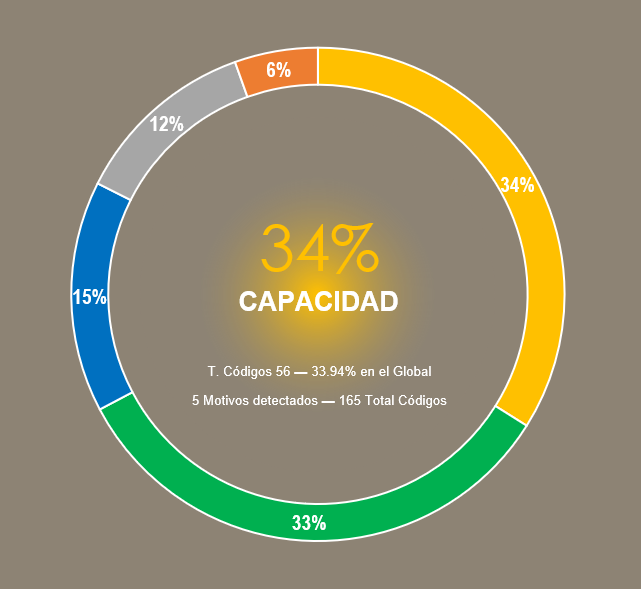 6%
12%
34%
34%
CAPACIDAD
15%
T. Códigos 56 — 33.94% en el Global
5 Motivos detectados — 165 Total Códigos
33%